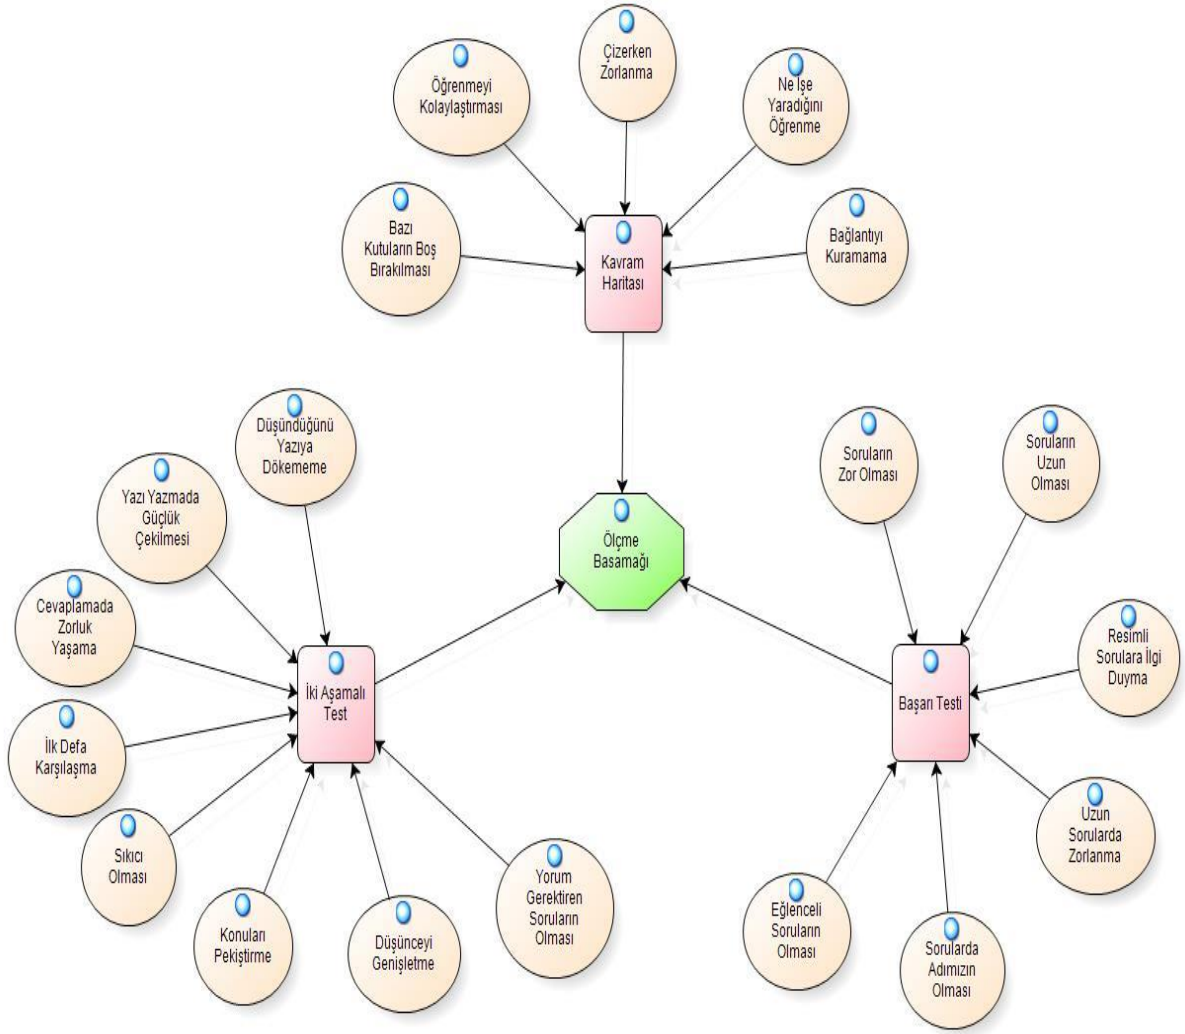 Çizerken
Zorlanma
Öğrenmeyi
Kolaylaştırması
Ne İşe
Yaradığını
Öğrenme
Bazı
Kutuların Boş
Bırakılması
Bağlantıyı
Kuramama
Kavram
Haritası
Düşündüğünü
Yazıya
Dökememe
Soruların
Zor Olması
Soruların
Uzun
Olması
Yazı Yazmada
Güçlük
Çekilmesi
Ölçme
Basamağı
Cevaplamada
Zorluk
Yaşama
Resimli
Sorulara İlgi
Duyma
İki Aşamalı
Test
Başarı Testi
İlk Defa
Karşılaşma
Sıkıcı
Olması
Uzun
Sorularda
Zorlanma
Konuları
Pekiştirme
Düşünceyi
Genişletme
Yorum
Gerektiren
Soruların
Olması
Eğlenceli
Soruların
Olması
Sorularda
Adımızın
Olması